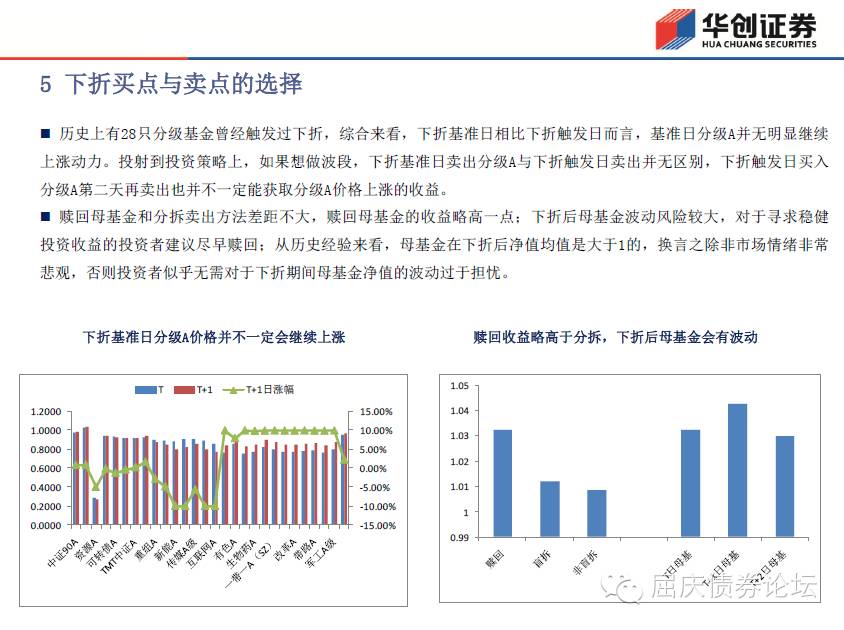 华创证券
HUA CHUANG SECURITIES
5 下折买点与卖点的选择
■ 历史上有28只分级基金曾经触发过下折，综合来看，下折基准日相比下折触发日而言，基准日分级A并无明显继续
上涨动力。投射到投资策略上，如果想做波段，下折基准日卖出分级A与下折触发日卖出并无区别，下折触发日买入
分级A第二天再卖出也并不一定能获取分级A价格上涨的收益。
■ 赎回母基金和分拆卖出方法差距不大，赎回母基金的收益略高一点；下折后母基金波动风险较大，对于寻求稳健
投资收益的投资者建议尽早赎回；从历史经验来看，母基金在下折后净值均值是大于1的，换言之除非市场情绪非常
悲观，否则投资者似乎无需对于下折期间母基金净值的波动过于担忧。
下折基准日分级A价格并不一定会继续上涨
T T+1 T+1日涨幅
1.2000
1.0000
0.8000
0.6000
0.4000
0.2000
0.0000
15.00%
10.00%
5.00%
0.00%
-5.00%
-10.00%
-15.00%
中证90A
资源A
可转债A
TMT中证A
重组A
新能A
传媒A级
互联网A
有色A
生物药A
一带一A（SZ）
改革A
带路A
军工A级
赎回收益略高于分拆，下折后母基金会有波动
1.05
1.04
1.03
1.02
1.01
1
0.99
赎回
盲拆
非盲拆
T日母基
T+1日母基
T+2日母基
屈庆债券论坛